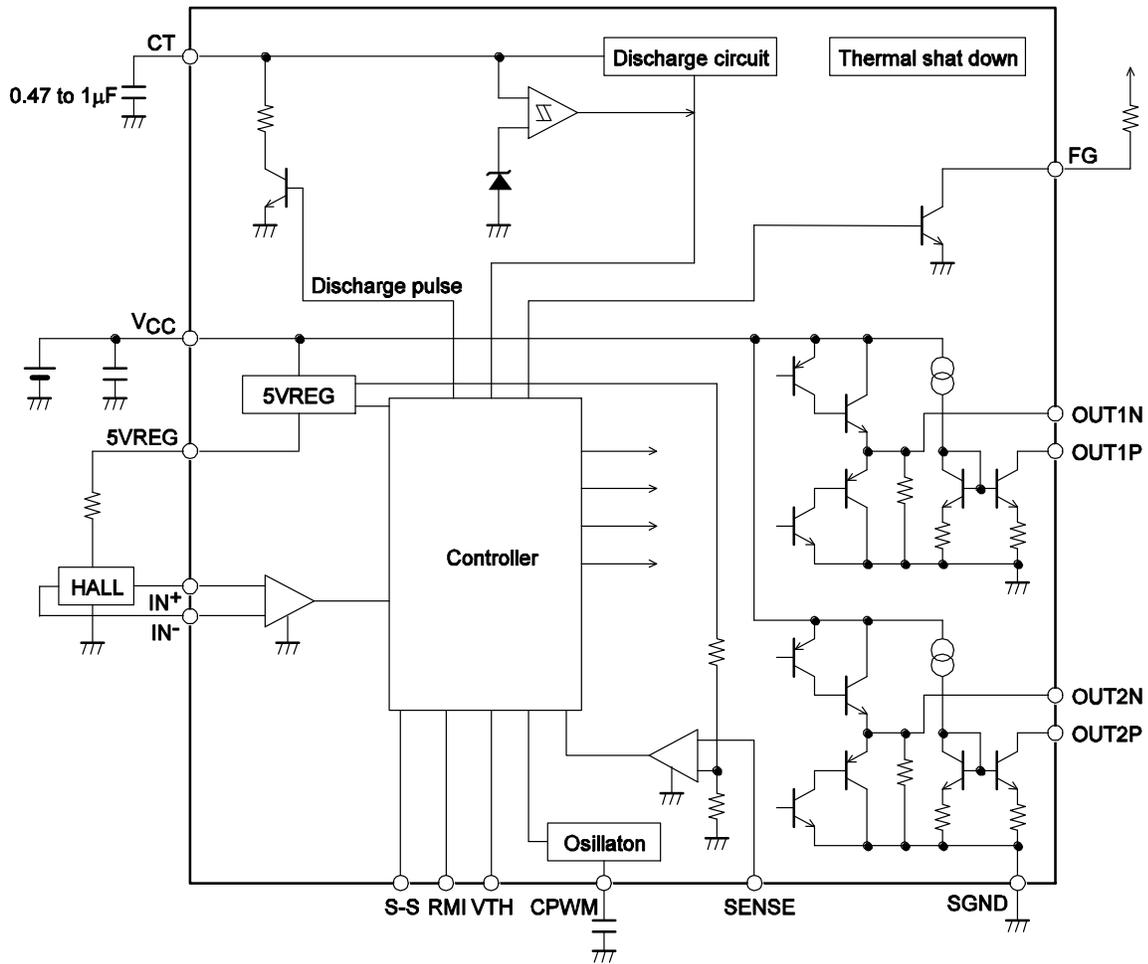 CT
Discharge circuit
Thermal shat down
0.47 to 1μF
FG
Discharge pulse
VCC
5VREG
5VREG
OUT1N
OUT1P
Controller
HALL
IN+
IN-
OUT2N
OUT2P
Osillaton
S-S RMI VTH CPWM SENSE SGND